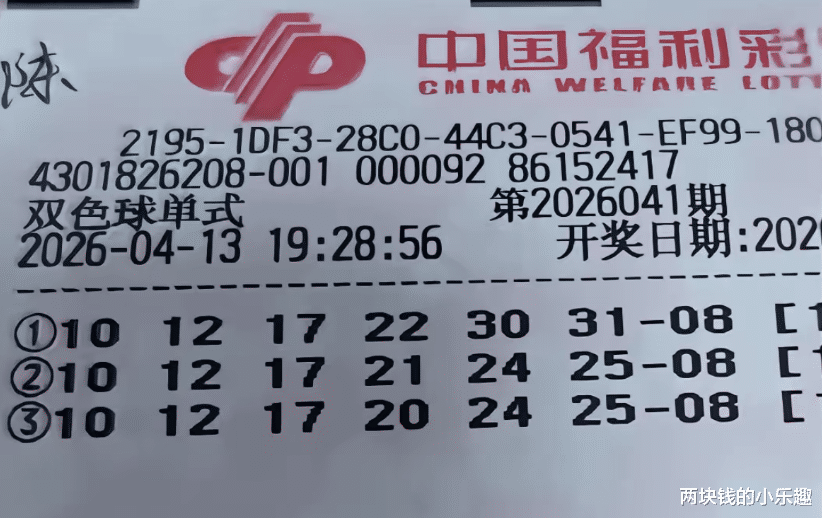 陈
中国福利彩
CHINA WELFARE LOTT
2195-1DF3-28C0-44C3-0541-EF99-180
4301826208-001 000092 86152417
双色球单式 第2026041期
2026-04-13 19:28:56 开奖日期:202
①10 12 17 22 30 31-08 [1
②10 12 17 21 24 25-08 [1
③10 12 17 20 24 25-08 [
两块钱的小乐趣